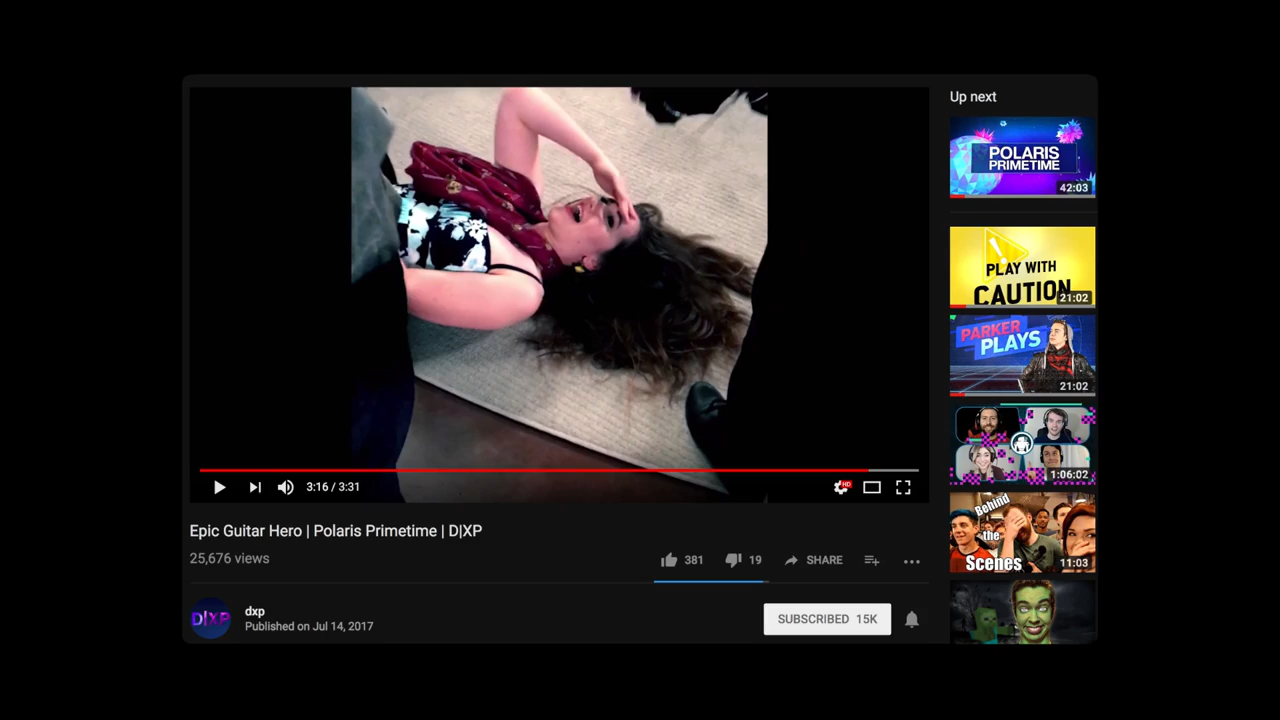 Up next
POLARIS
PRIMETIME
42:03
PLAY WITH
CAUTION
21:02
PARKER
PLAYS
21:02
1:06:02
Behind
the
Scenes
11:03
3:16 / 3:31
HD
Epic Guitar Hero | Polaris Primetime | D|XP
25,676 views
381
19
SHARE
D|XP
dxp
Published on Jul 14, 2017
SUBSCRIBED 15K